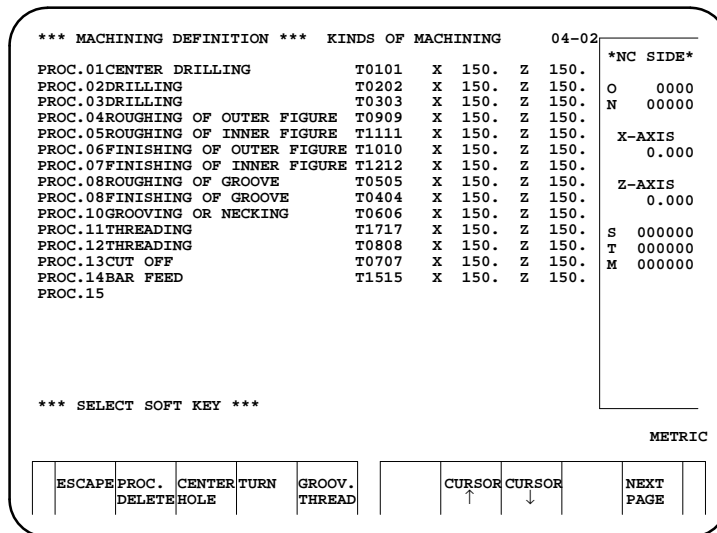 *** MACHINING DEFINITION *** KINDS OF MACHINING 04-02
PROC.01CENTER DRILLING T0101 X 150. Z 150.
PROC.02DRILLING T0202 X 150. Z 150.
PROC.03DRILLING T0303 X 150. Z 150.
PROC.04ROUGHING OF OUTER FIGURE T0909 X 150. Z 150.
PROC.05ROUGHING OF INNER FIGURE T1111 X 150. Z 150.
PROC.06FINISHING OF OUTER FIGURE T1010 X 150. Z 150.
PROC.07FINISHING OF INNER FIGURE T1212 X 150. Z 150.
PROC.08ROUGHING OF GROOVE T0505 X 150. Z 150.
PROC.08FINISHING OF GROOVE T0404 X 150. Z 150.
PROC.10GROOVING OR NECKING T0606 X 150. Z 150.
PROC.11THREADING T1717 X 150. Z 150.
PROC.12THREADING T0808 X 150. Z 150.
PROC.13CUT OFF T0707 X 150. Z 150.
PROC.14BAR FEED T1515 X 150. Z 150.
PROC.15
*** SELECT SOFT KEY ***
*NC SIDE*
O 0000
N 00000
X-AXIS
0.000
Z-AXIS
0.000
S 000000
T 000000
M 000000
METRIC
ESCAPE PROC. CENTER TURN GROOV. CURSOR CURSOR NEXT
DELETE HOLE THREAD ↑ ↓ PAGE